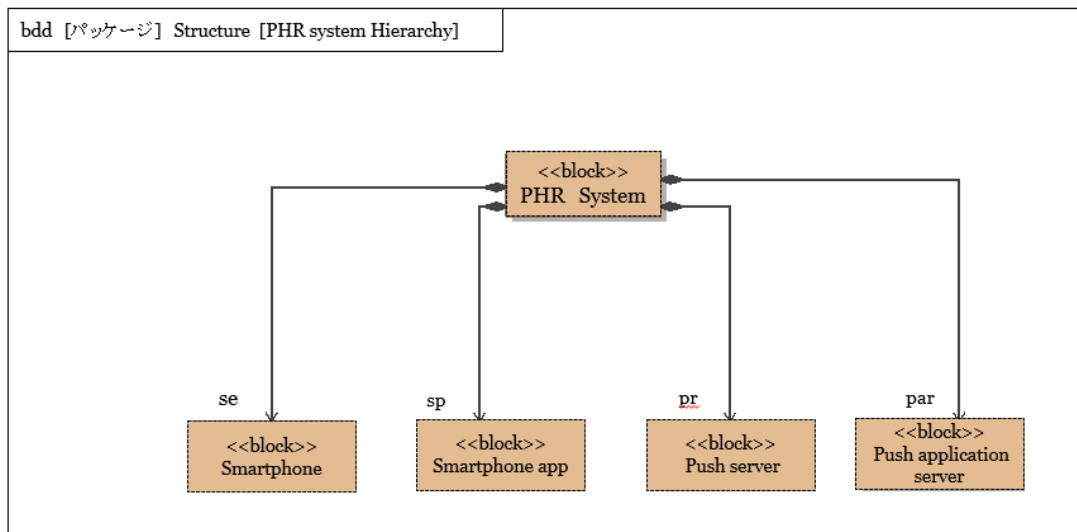 bdd [パッケージ] Structure [PHR system Hierarchy]
<<block>>
PHR System
se
sp
pr
par
<<block>>
Smartphone
<<block>>
Smartphone app
<<block>>
Push server
<<block>>
Push application
server